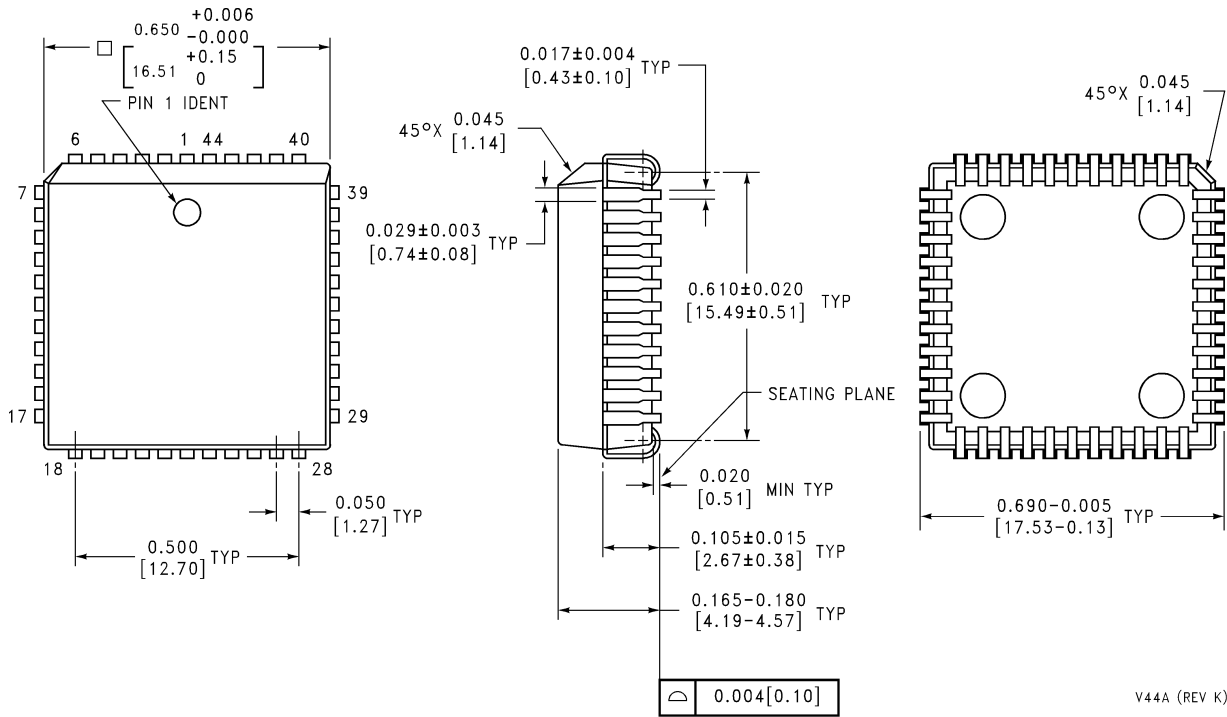 +0.006
0.650 -0.000
+0.15
[16.51 0]
PIN 1 IDENT
6 1 44 40
7 39
17 29
18 28
0.050
[1.27] TYP
0.500
[12.70] TYP
0.017±0.004
[0.43±0.10] TYP
45°X 0.045
[1.14]
0.029±0.003
[0.74±0.08] TYP
0.610±0.020
[15.49±0.51] TYP
SEATING PLANE
0.020
[0.51] MIN TYP
0.105±0.015
[2.67±0.38] TYP
0.165-0.180
[4.19-4.57] TYP
0.004[0.10]
45°X 0.045
[1.14]
0.690-0.005
[17.53-0.13] TYP
V44A (REV K)